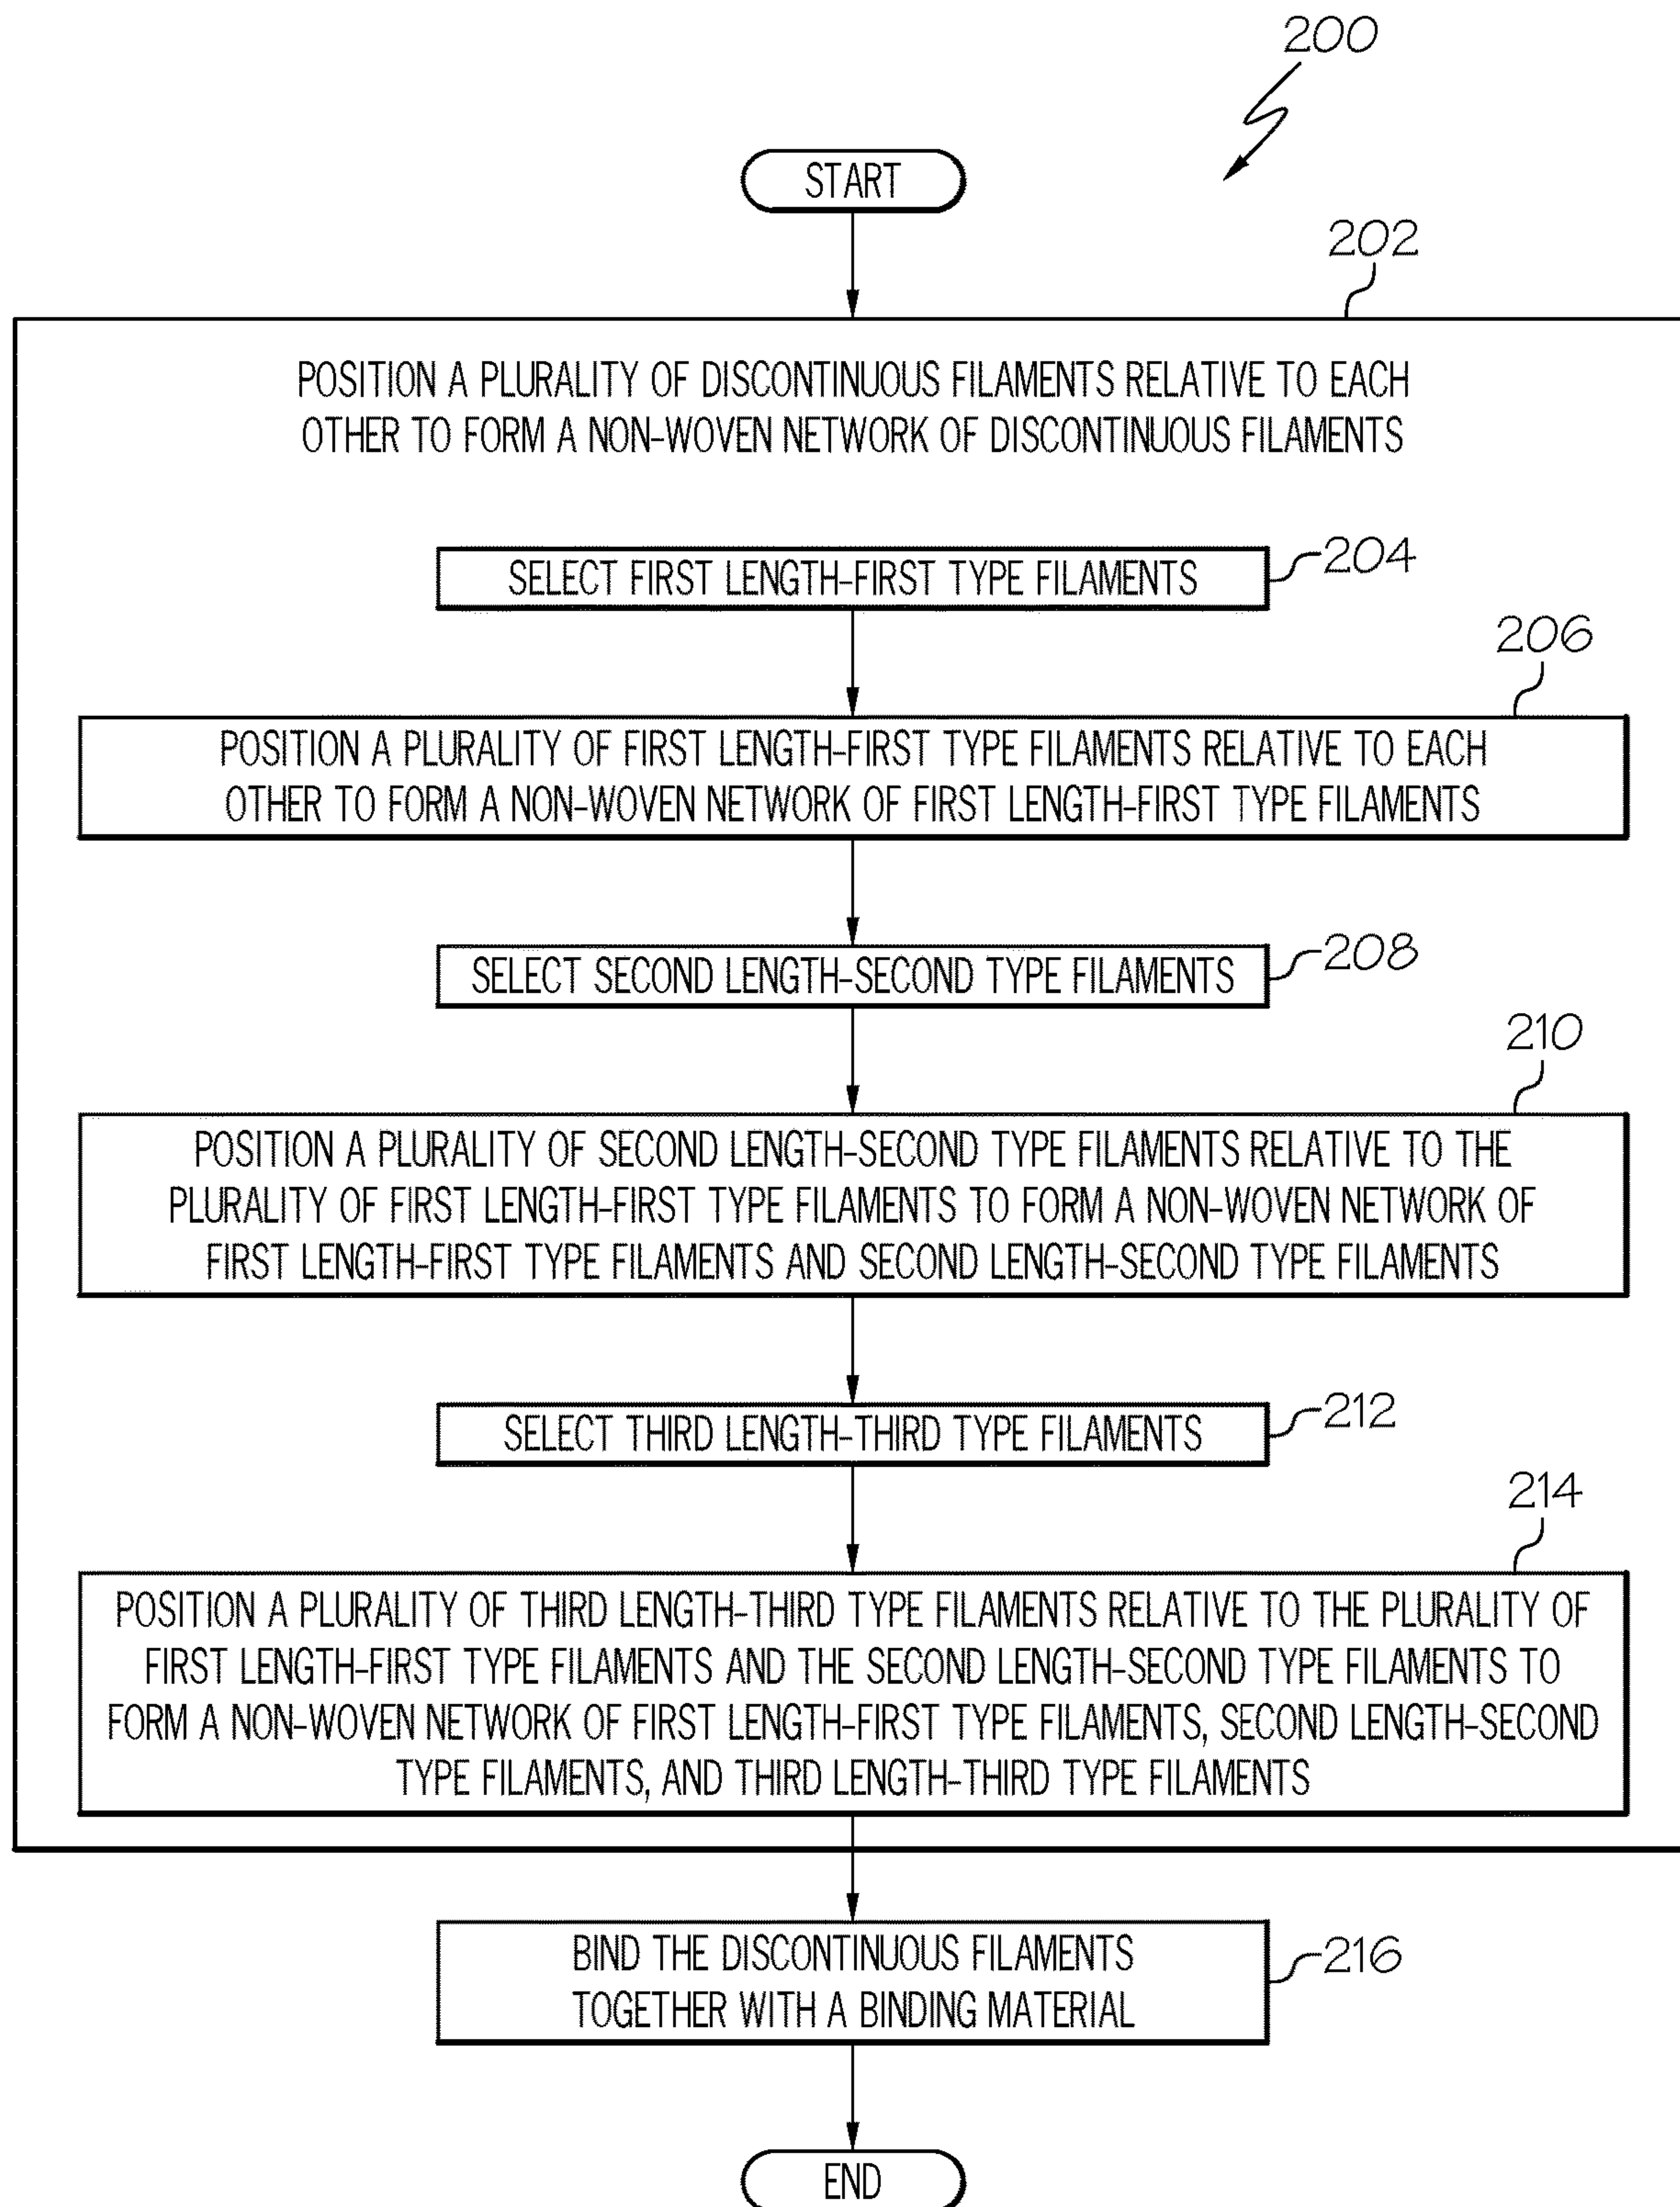 200
START
202
POSITION A PLURALITY OF DISCONTINUOUS FILAMENTS RELATIVE TO EACH
OTHER TO FORM A NON-WOVEN NETWORK OF DISCONTINUOUS FILAMENTS
SELECT FIRST LENGTH-FIRST TYPE FILAMENTS
204
206
POSITION A PLURALITY OF FIRST LENGTH-FIRST TYPE FILAMENTS RELATIVE TO EACH
OTHER TO FORM A NON-WOVEN NETWORK OF FIRST LENGTH-FIRST TYPE FILAMENTS
SELECT SECOND LENGTH-SECOND TYPE FILAMENTS
208
210
POSITION A PLURALITY OF SECOND LENGTH-SECOND TYPE FILAMENTS RELATIVE TO THE
PLURALITY OF FIRST LENGTH-FIRST TYPE FILAMENTS TO FORM A NON-WOVEN NETWORK OF
FIRST LENGTH-FIRST TYPE FILAMENTS AND SECOND LENGTH-SECOND TYPE FILAMENTS
SELECT THIRD LENGTH-THIRD TYPE FILAMENTS
212
214
POSITION A PLURALITY OF THIRD LENGTH-THIRD TYPE FILAMENTS RELATIVE TO THE PLURALITY OF
FIRST LENGTH-FIRST TYPE FILAMENTS AND THE SECOND LENGTH-SECOND TYPE FILAMENTS TO
FORM A NON-WOVEN NETWORK OF FIRST LENGTH-FIRST TYPE FILAMENTS, SECOND LENGTH-SECOND
TYPE FILAMENTS, AND THIRD LENGTH-THIRD TYPE FILAMENTS
BIND THE DISCONTINUOUS FILAMENTS
TOGETHER WITH A BINDING MATERIAL
216
END